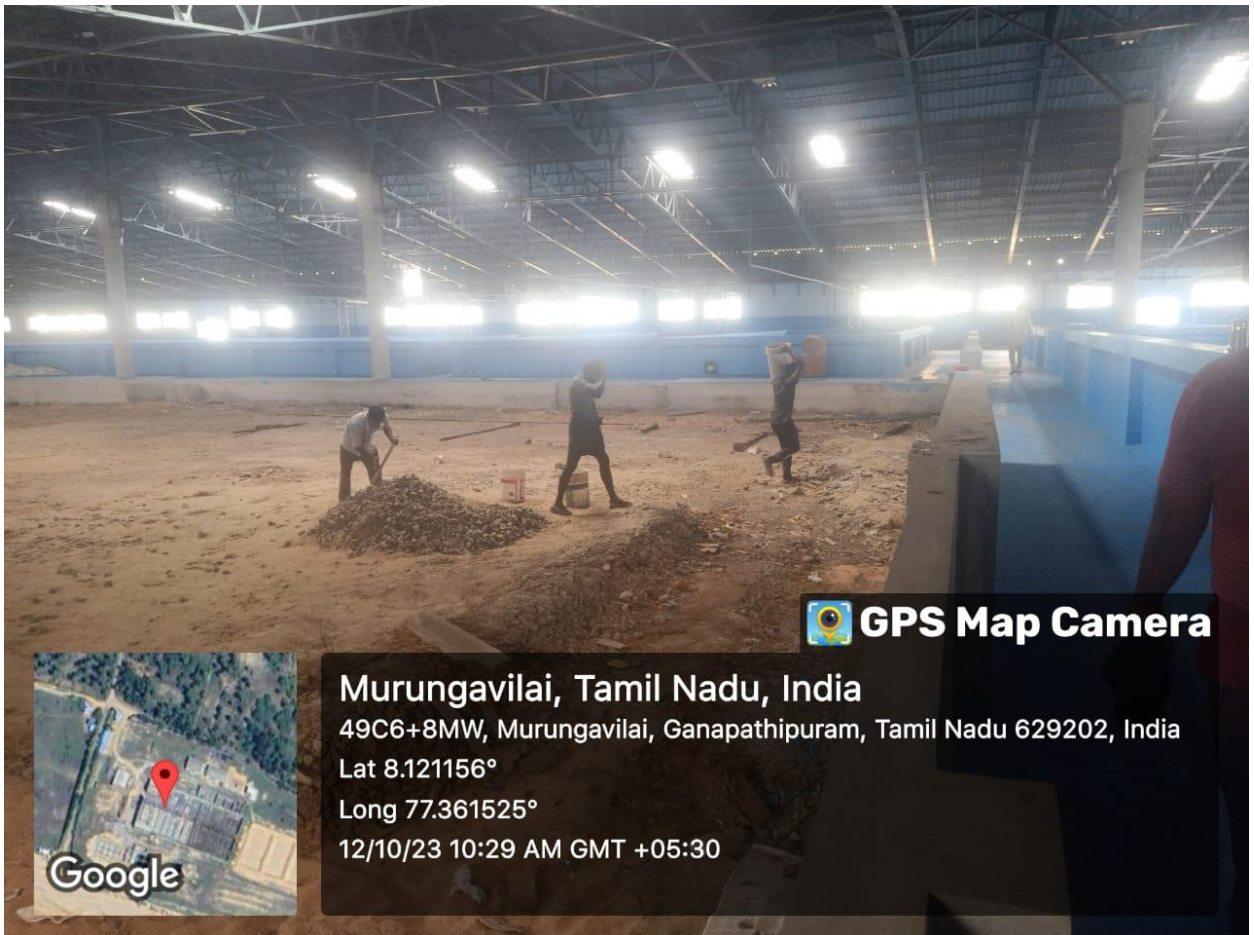 GPS Map Camera
Murungavilai, Tamil Nadu, India
49C6+8MW, Murungavilai, Ganapathipuram, Tamil Nadu 629202, India
Lat 8.121156°
Long 77.361525°
12/10/23 10:29 AM GMT +05:30
Google